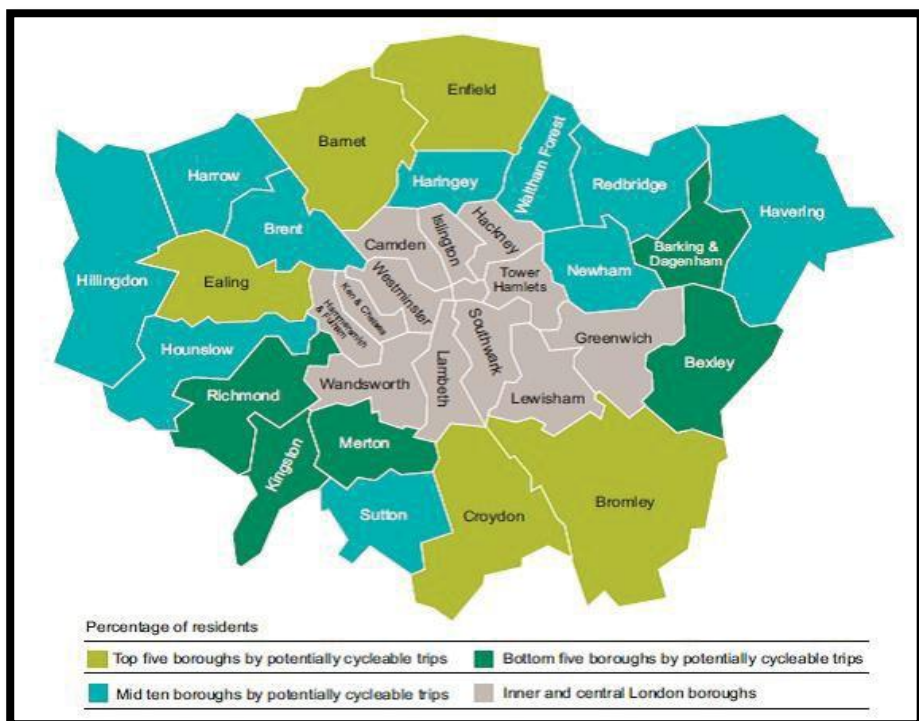 Enfield
Barnet
Harrow
Haringey
Waltham Forest
Redbridge
Havering
Brent
Camden
Islington
Hackney
Hillingdon
Ealing
Westminster
Ken & Chelsea
Hammersmith
& Fulham
Tower
Hamlets
Newham
Barking &
Dagenham
Hounslow
Southwark
Greenwich
Bexley
Richmond
Wandsworth
Lambeth
Lewisham
Kingston
Merton
Sutton
Croydon
Bromley
Percentage of residents
Top five boroughs by potentially cycleable trips
Bottom five boroughs by potentially cycleable trips
Mid ten boroughs by potentially cycleable trips
Inner and central London boroughs